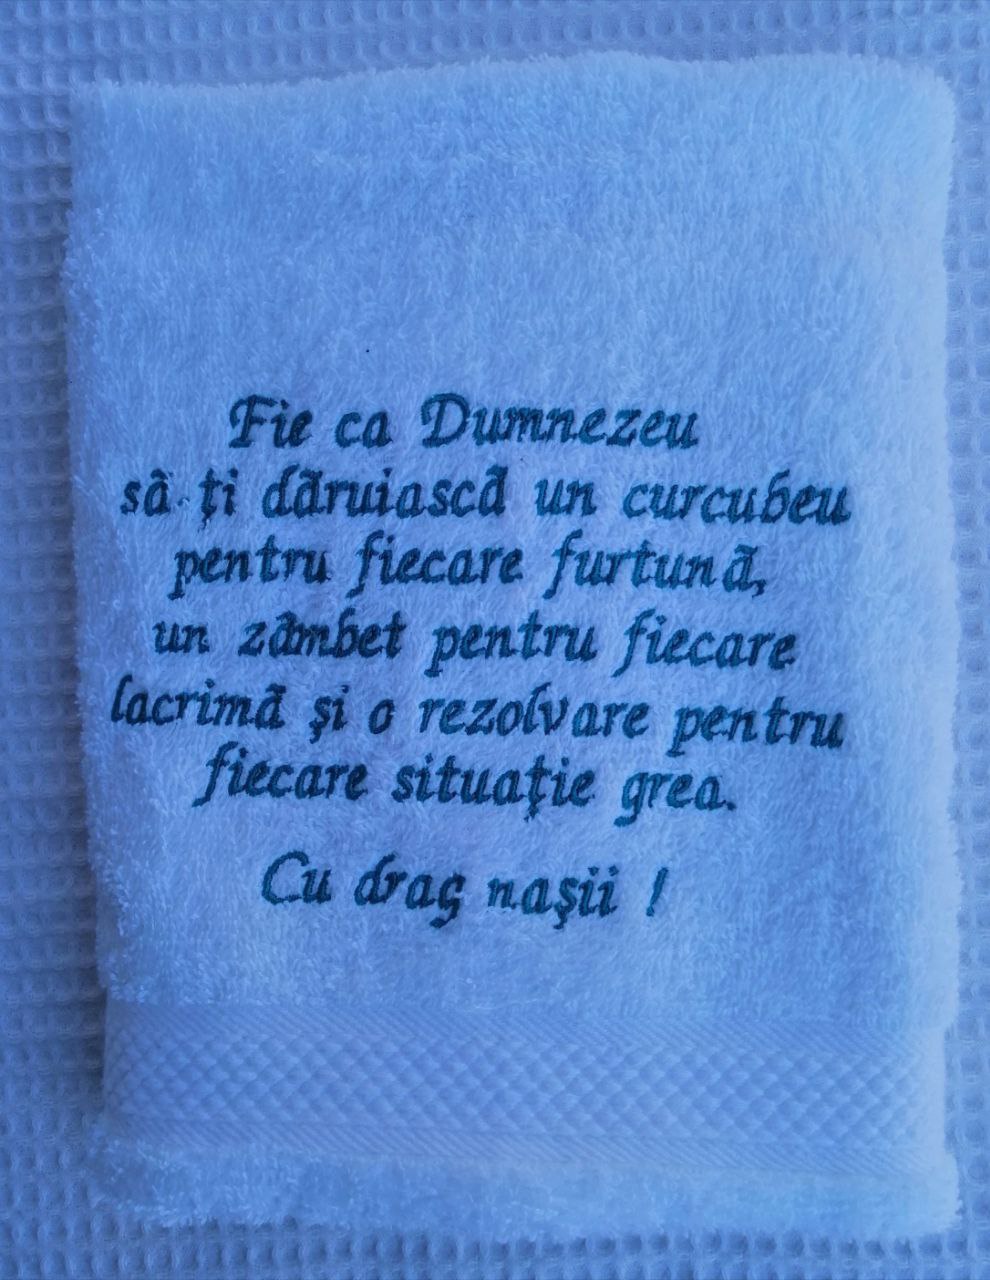 Fie ca Dumnezeu
să-ți dăruiască un curcubeu
pentru fiecare furtună,
un zâmbet pentru fiecare
lacrimă și o rezolvare pentru
fiecare situație grea.
Cu drag nașii !